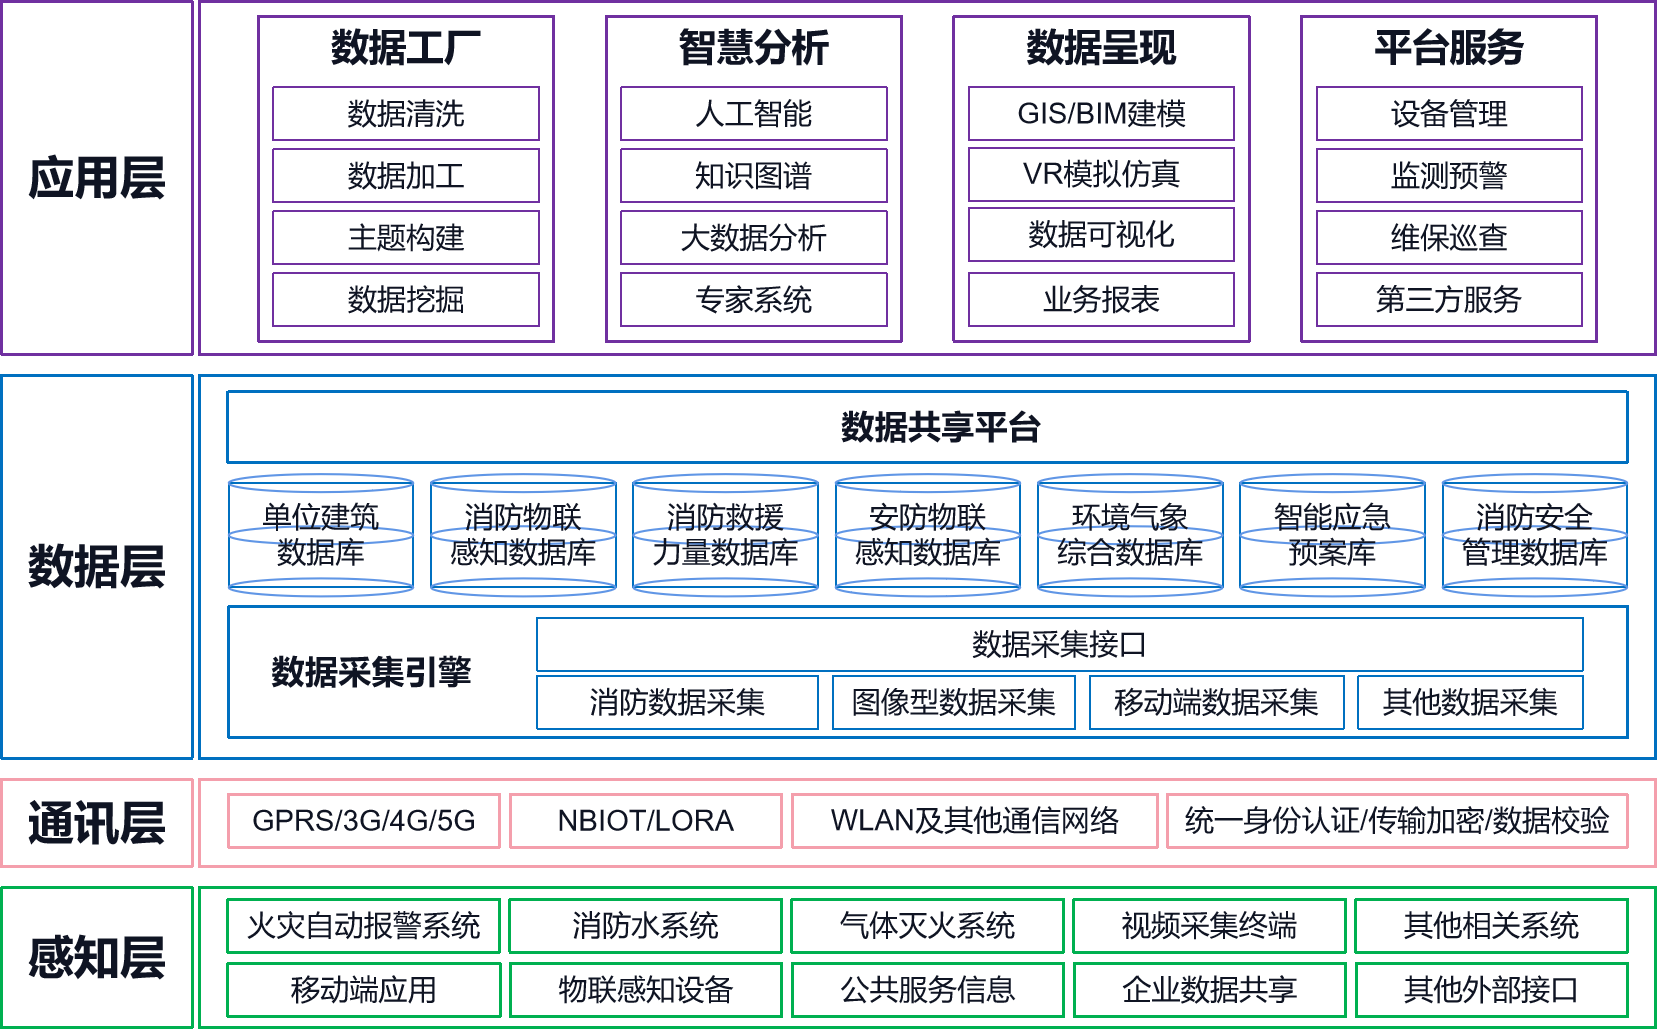 应用层
数据工厂
数据清洗
数据加工
主题构建
数据挖掘
智慧分析
人工智能
知识图谱
大数据分析
专家系统
数据呈现
GIS/BIM建模
VR模拟仿真
数据可视化
业务报表
平台服务
设备管理
监测预警
维保巡查
第三方服务
数据层
数据共享平台
单位建筑
数据库
消防物联
感知数据库
消防救援
力量数据库
安防物联
感知数据库
环境气象
综合数据库
智能应急
预案库
消防安全
管理数据库
数据采集引擎
数据采集接口
消防数据采集
图像型数据采集
移动端数据采集
其他数据采集
通讯层
GPRS/3G/4G/5G
NBIOT/LORA
WLAN及其他通信网络
统一身份认证/传输加密/数据校验
感知层
火灾自动报警系统
消防水系统
气体灭火系统
视频采集终端
其他相关系统
移动端应用
物联感知设备
公共服务信息
企业数据共享
其他外部接口